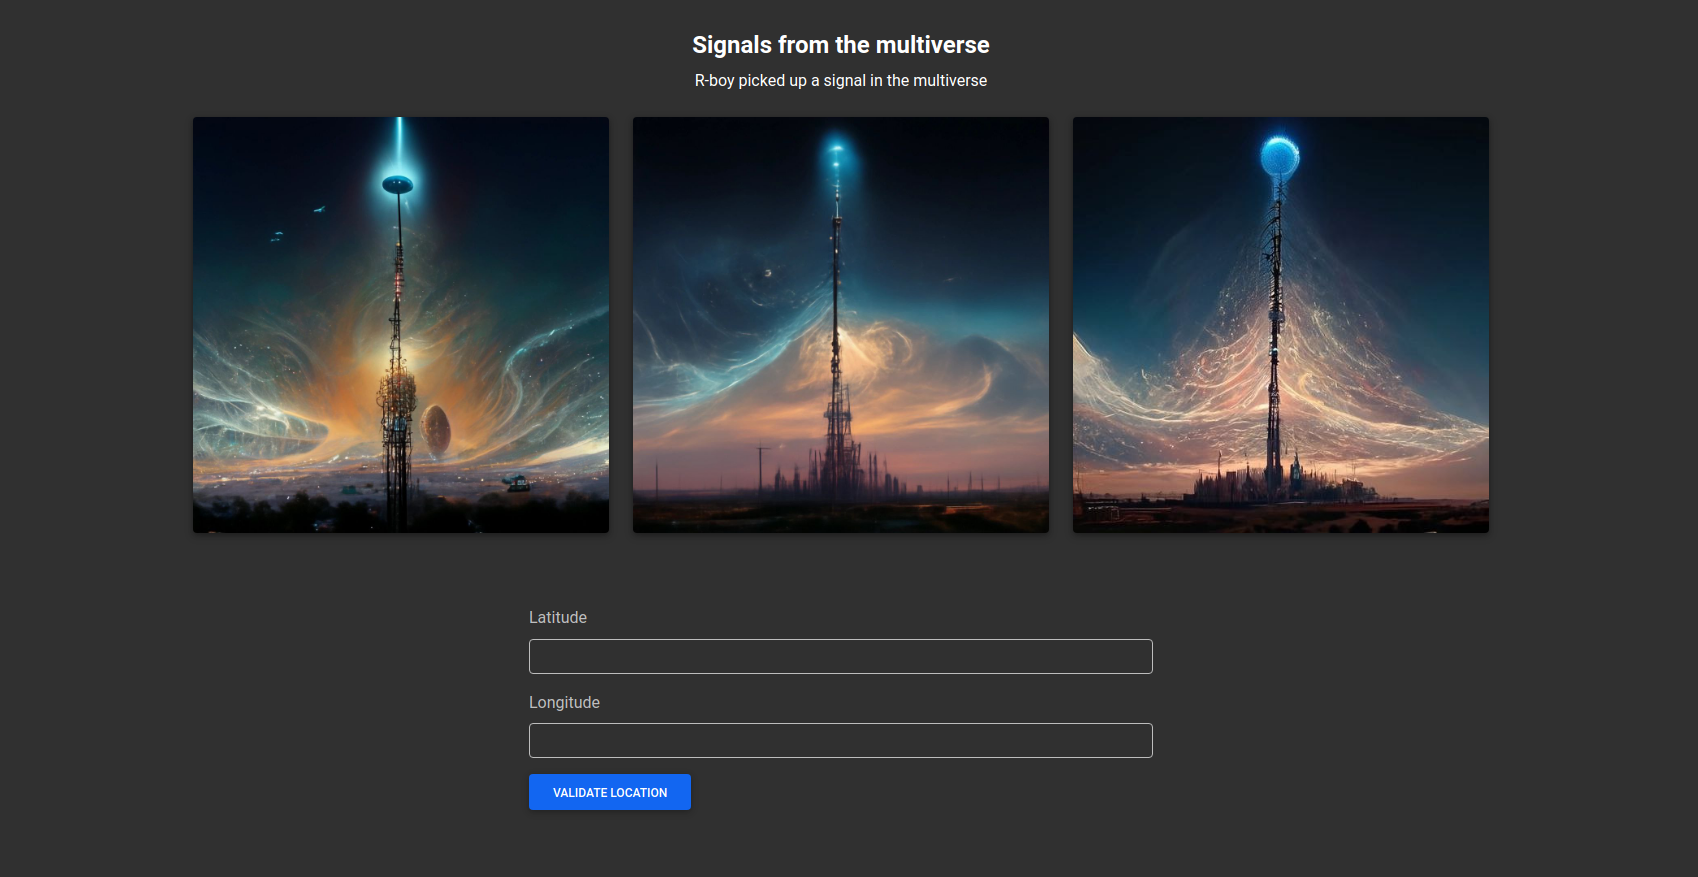 Signals from the multiverse
R-boy picked up a signal in the multiverse
Latitude
Longitude
VALIDATE LOCATION